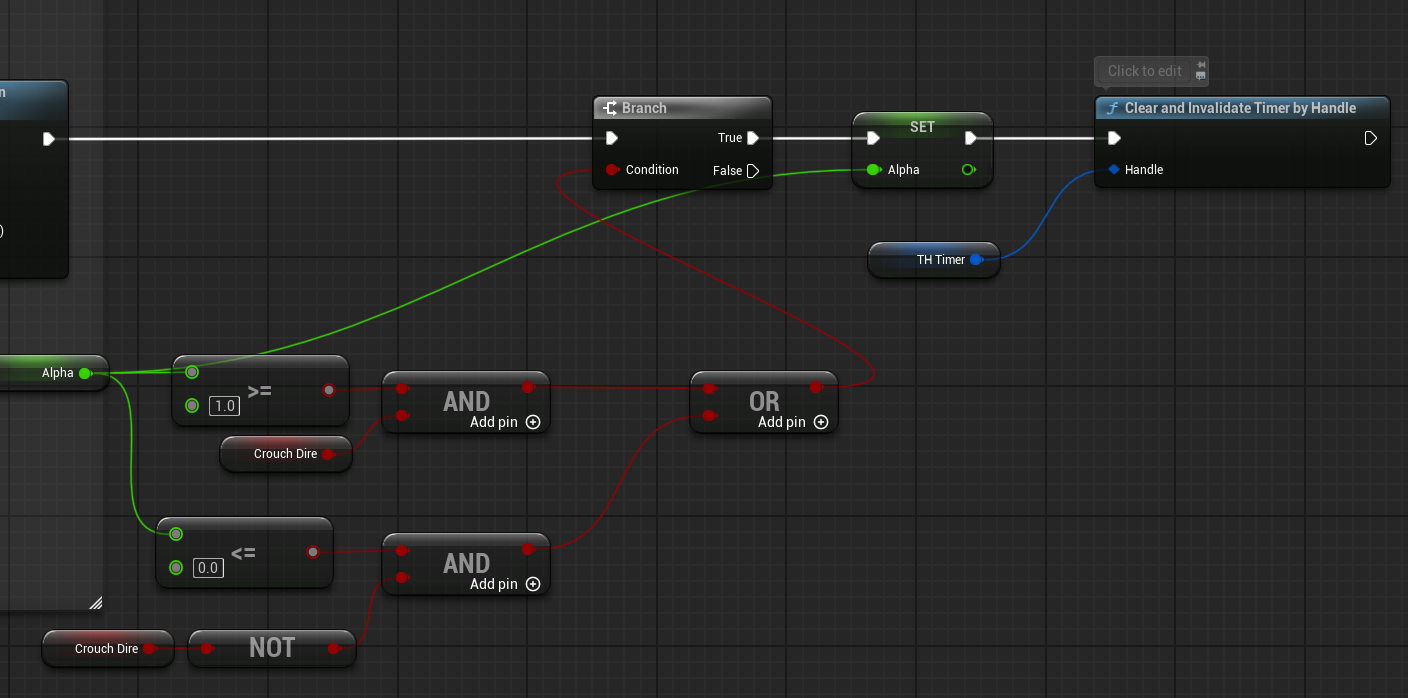 Click to edit
n
Branch
Clear and Invalidate Timer by Handle
SET
True
Condition
False
Alpha
Handle
)
TH Timer
Alpha
>=
1.0
AND
Add pin
OR
Add pin
Crouch Dire
<=
0.0
AND
Add pin
Crouch Dire
NOT